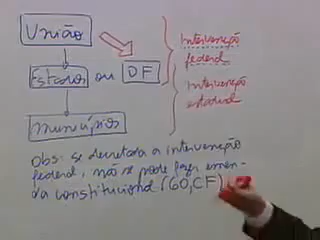 União
Intervenção
federal
Estados ou DF
Intervenção
estadual
Municípios
Obs: se decretada a intervenção
federal, não se pode fazer emen-
da constitucional (60, CF)